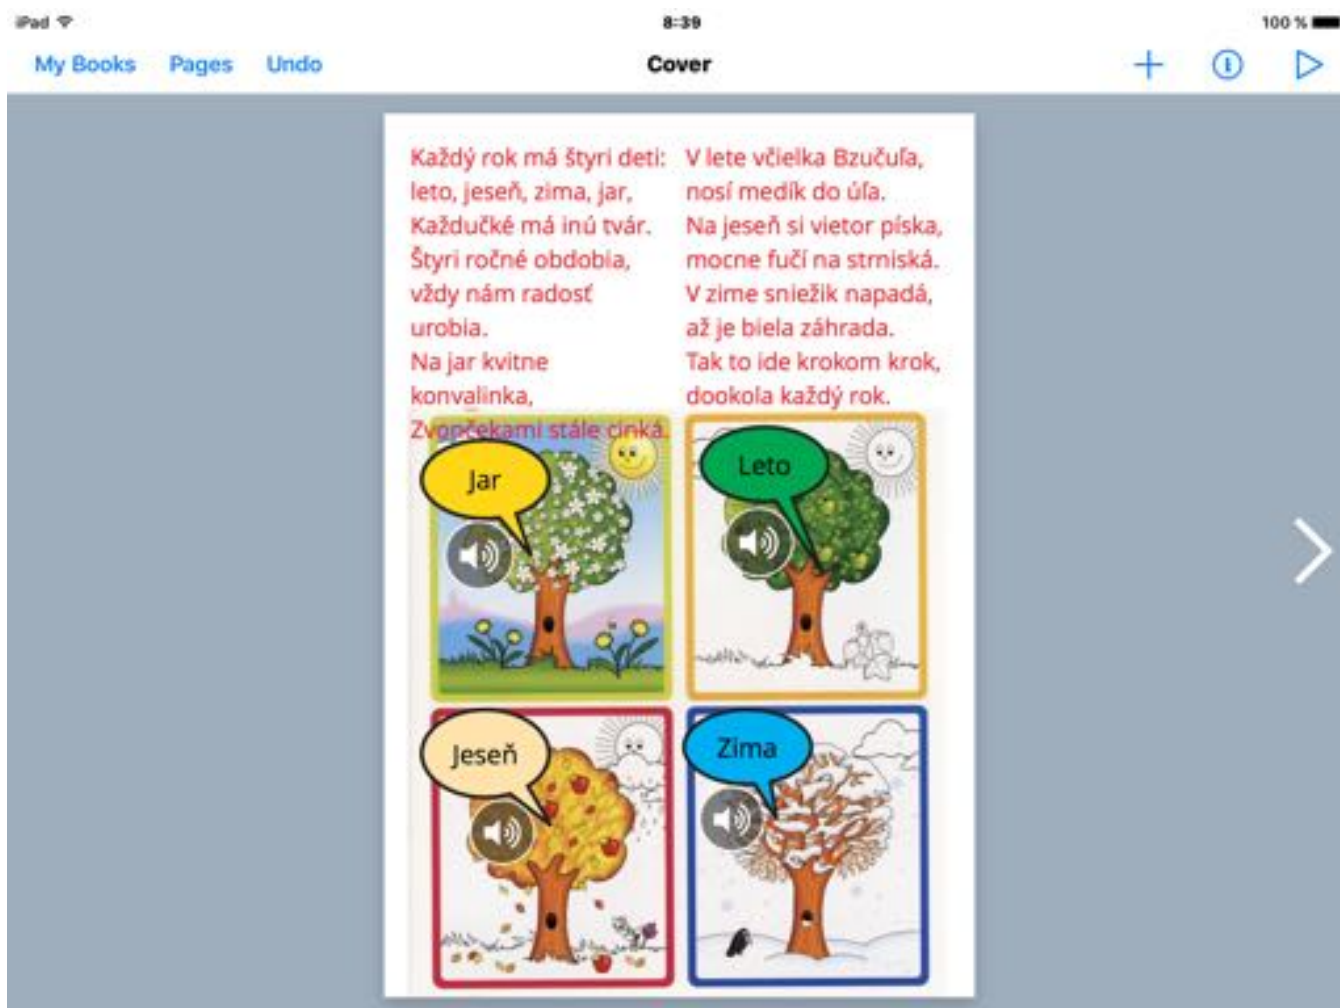 iPad
8:39
100 %
My Books
Pages
Undo
Cover
Každý rok má štyri deti:
leto, jeseň, zima, jar,
Každučké má inú tvár.
Štyri ročné obdobia,
vždy nám radosť
urobia.
Na jar kvitne
konvalinka,
Zvončekami stále cinká.
V lete včielka Bzučuľa,
nosí medík do úľa.
Na jeseň si vietor píska,
mocne fučí na strniská.
V zime sniežik napadá,
až je biela záhrada.
Tak to ide krokom krok,
dookola každý rok.
Jar
Leto
Jeseň
Zima